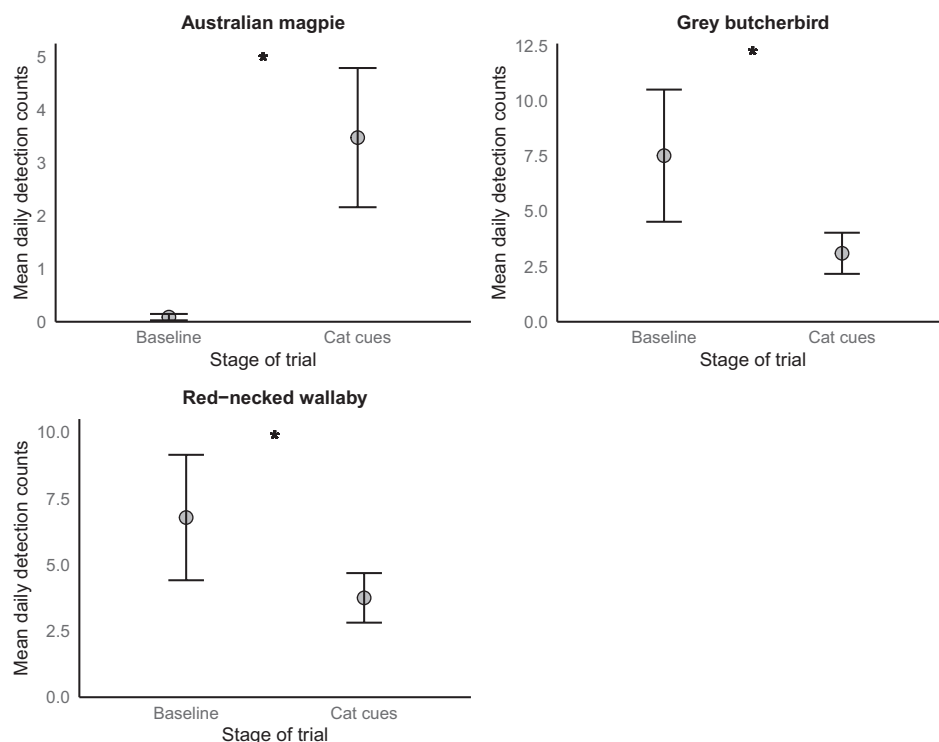 Australian magpie
*
Mean daily detection counts
5
4
3
2
1
0
Baseline
Cat cues
Stage of trial
Grey butcherbird
*
Mean daily detection counts
12.5
10.0
7.5
5.0
2.5
0.0
Baseline
Cat cues
Stage of trial
Red−necked wallaby
*
Mean daily detection counts
10.0
7.5
5.0
2.5
0.0
Baseline
Cat cues
Stage of trial